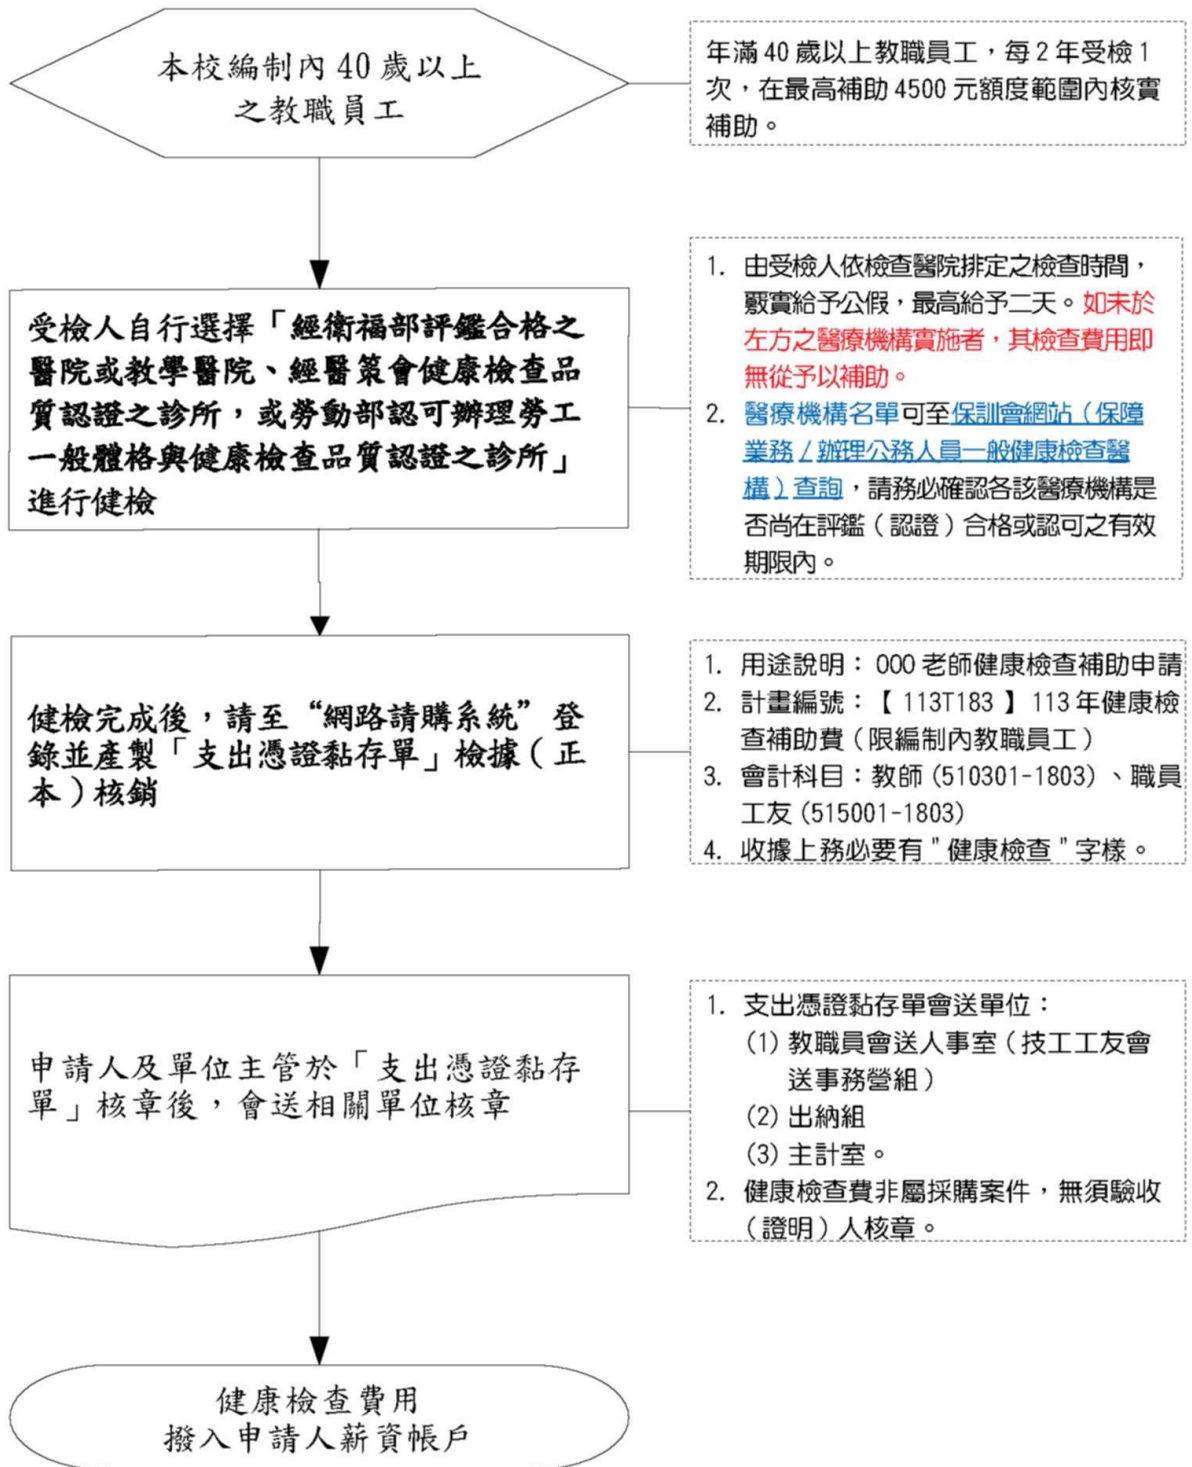 本校編制內 40 歲以上
之教職員工
年滿 40 歲以上教職員工，每 2 年受檢 1
次，在最高補助 4500 元額度範圍內核實
補助。
受檢人自行選擇「經衛福部評鑑合格之
醫院或教學醫院、經醫策會健康檢查品
質認證之診所，或勞動部認可辦理勞工
一般體格與健康檢查品質認證之診所」
進行健檢
1. 由受檢人依檢查醫院排定之檢查時間，
覈實給予公假，最高給予二天。如未於
左方之醫療機構實施者，其檢查費用即
無從予以補助。
2. 醫療機構名單可至保訓會網站（保障
業務／辦理公務人員一般健康檢查醫
構）查詢，請務必確認各該醫療機構是
否尚在評鑑（認證）合格或認可之有效
期限內。
健檢完成後，請至“網路請購系統”登
錄並產製「支出憑證黏存單」檢據（正
本）核銷
1. 用途說明： 000 老師健康檢查補助申請
2. 計畫編號：【 113T183 】 113 年健康檢
查補助費（限編制內教職員工）
3. 會計科目：教師 (510301-1803) 、職員
工友 (515001-1803)
4. 收據上務必要有 " 健康檢查 " 字樣。
申請人及單位主管於「支出憑證黏存
單」核章後，會送相關單位核章
1. 支出憑證黏存單會送單位：
(1) 教職員會送人事室（技工工友會
送事務營組）
(2) 出納組
(3) 主計室。
2. 健康檢查費非屬採購案件，無須驗收
（證明）人核章。
健康檢查費用
撥入申請人薪資帳戶